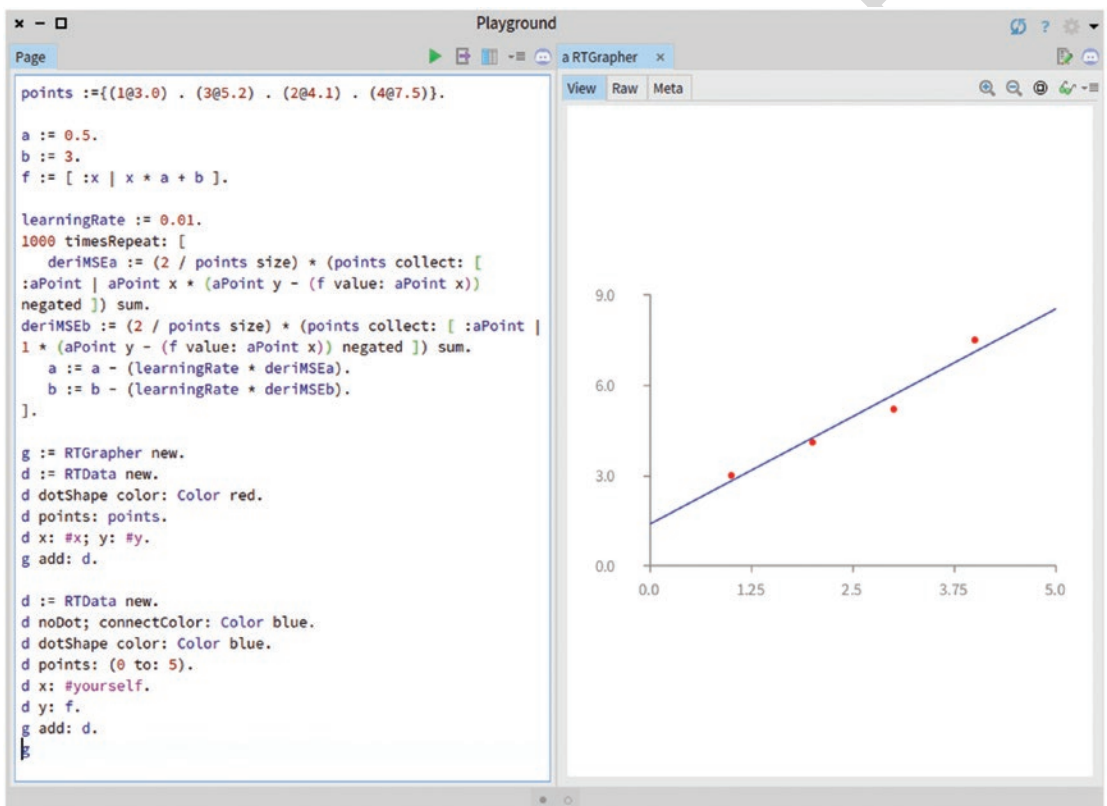 Playground
?
Page
a RTGrapher ×
points :={(1@3.0) . (3@5.2) . (2@4.1) . (4@7.5)}.
a := 0.5.
b := 3.
f := [ :x | x * a + b ].
learningRate := 0.01.
1000 timesRepeat: [
deriMSEa := (2 / points size) * (points collect: [
:aPoint | aPoint x * (aPoint y - (f value: aPoint x))
negated ]) sum.
deriMSEb := (2 / points size) * (points collect: [ :aPoint |
1 * (aPoint y - (f value: aPoint x)) negated ]) sum.
a := a - (learningRate * deriMSEa).
b := b - (learningRate * deriMSEb).
].
g := RTGrapher new.
d := RTData new.
d dotShape color: Color red.
d points: points.
d x: #x; y: #y.
g add: d.
d := RTData new.
d noDot; connectColor: Color blue.
d dotShape color: Color blue.
d points: (0 to: 5).
d x: #yourself.
d y: f.
g add: d.
g
View Raw Meta
9.0
6.0
3.0
0.0
0.0 1.25 2.5 3.75 5.0